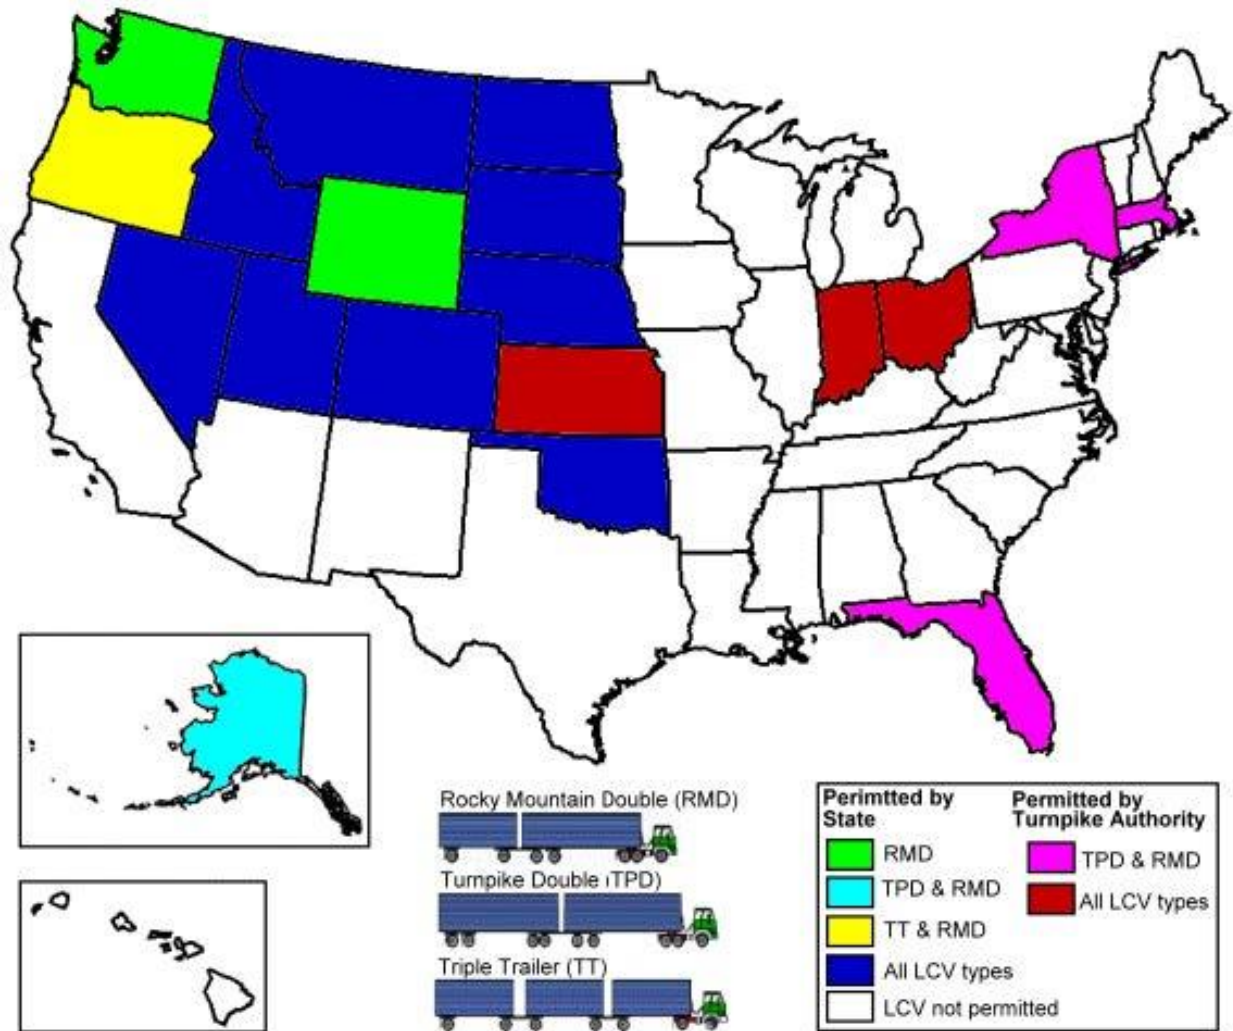 Rocky Mountain Double (RMD)
Turnpike Double (TPD)
Triple Trailer (TT)
Perimtted by
State
RMD
TPD & RMD
TT & RMD
All LCV types
LCV not permitted
Permitted by
Turnpike Authority
TPD & RMD
All LCV types